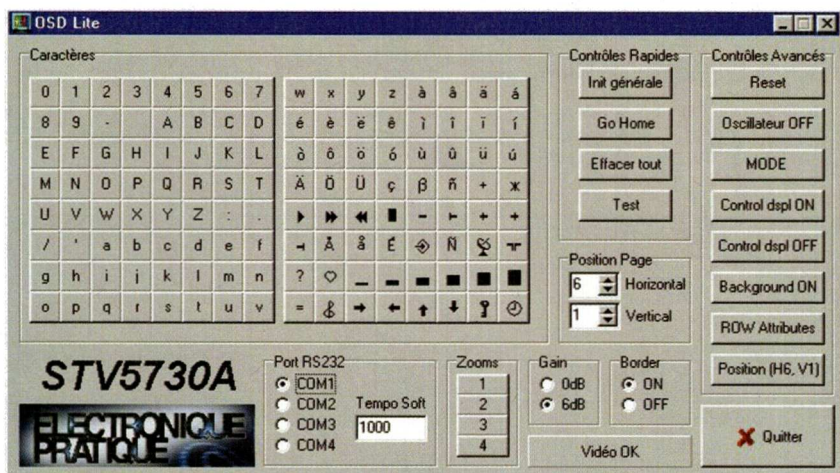 OSD Lite
Caractères
0 1 2 3 4 5 6 7
8 9 - A B C D
E F G H I J K L
M N O P Q R S T
U V W X Y Z : .
/ ' a b c d e f
g h i j k l m n
o p q r s t u v
w x y z à â ä á
é è ë ê ì î ï í
ò ô ö ó ù û ü ú
Ä Ö Ü ç β ñ + ж
- 
Å å É Ñ
?
=
Contrôles Rapides
Init générale
Go Home
Effacer tout
Test
Position Page
6 Horizontal
1 Vertical
Contrôles Avancés
Reset
Oscillateur OFF
MODE
Control dspl ON
Control dspl OFF
Background ON
ROW Attributes
Position (H6, V1)
STV5730A
ELECTRONIQUE
PRATIQUE
Port RS232
COM1
COM2
COM3
COM4
Tempo Soft
1000
Zooms
1
2
3
4
Gain
0dB
6dB
Border
ON
OFF
Vidéo OK
Quitter